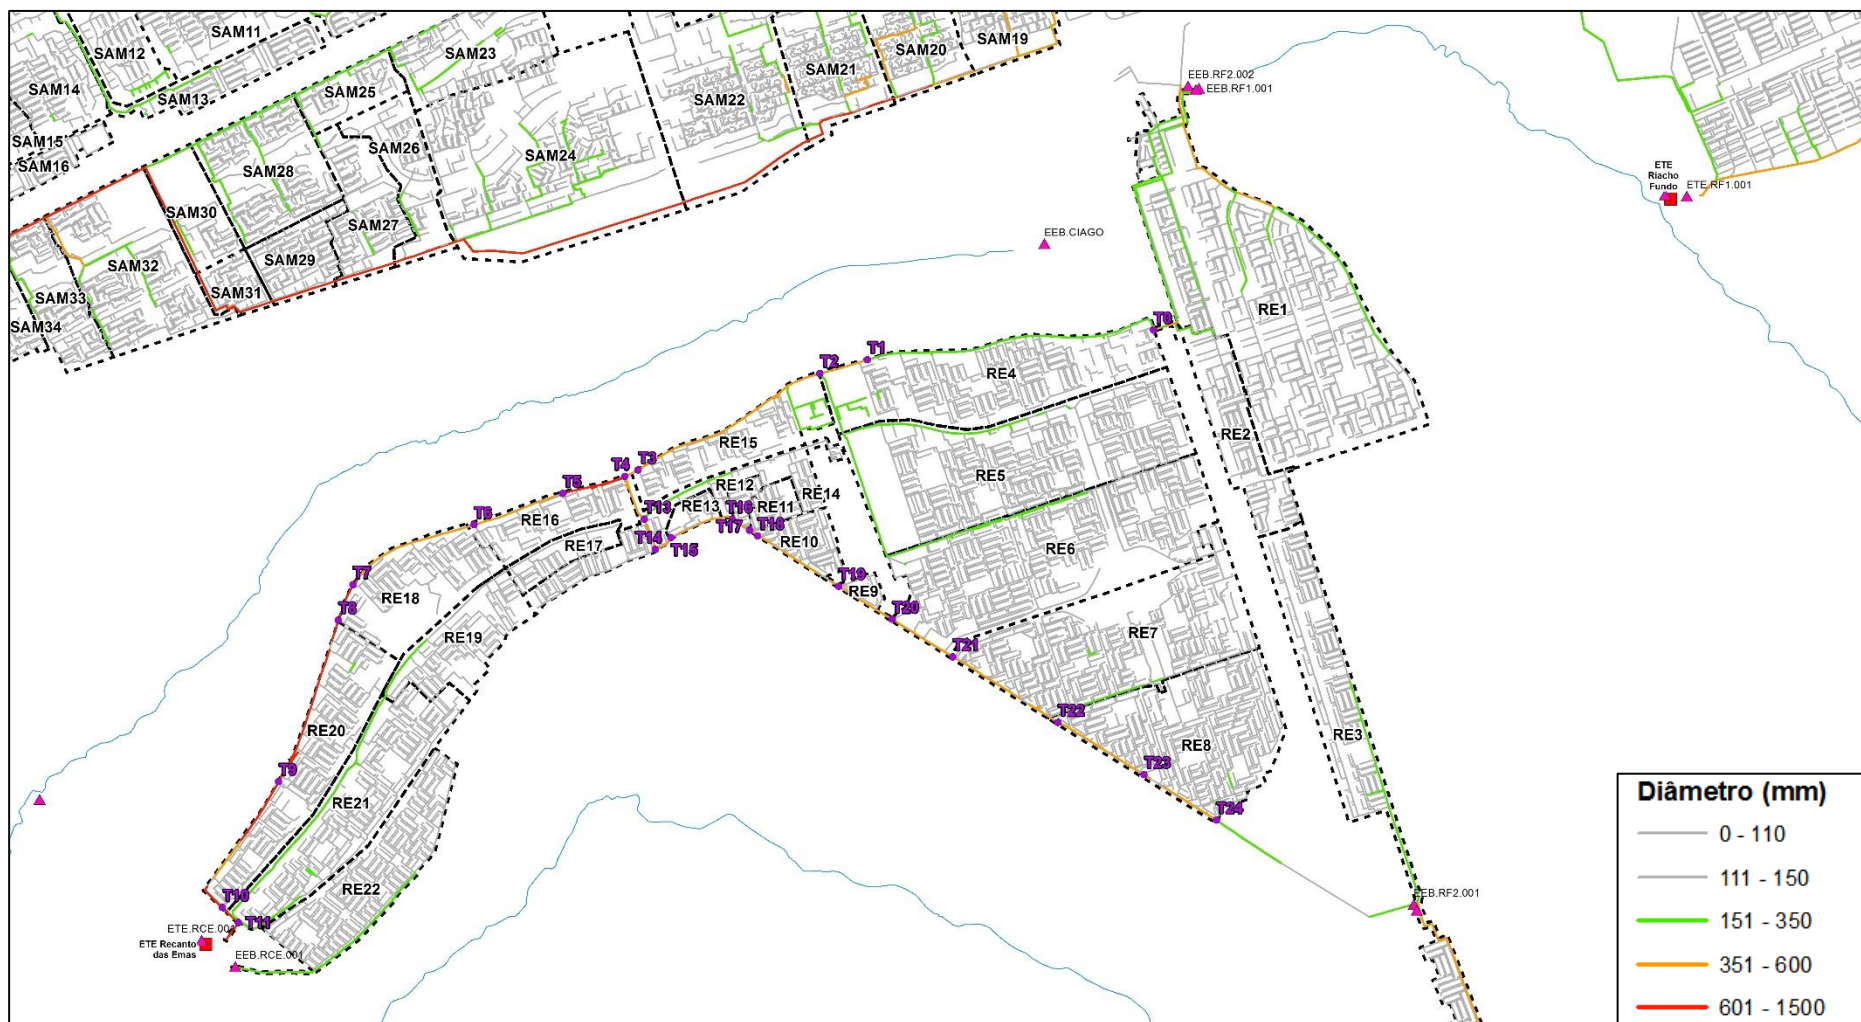 SAM12
SAM11
SAM23
SAM20
SAM19
SAM14
SAM13
SAM25
SAM22
SAM21
EEB.RF2.002
EEB.RF1.001
SAM15
SAM16
SAM26
SAM24
SAM28
ETE
Riacho
Fundo
ETE.RF1.001
SAM30
SAM27
EEB.CIAGO
SAM32
SAM29
SAM33
SAM31
SAM34
RE1
T0
T1
T2
RE4
RE2
RE15
T3
T4
T5
RE5
RE12
RE14
RE16
T6
T13
RE13
T16
RE11
T17
T18
RE17
T14
T15
RE10
RE6
T7
T19
RE9
RE18
T8
T20
RE19
RE7
T21
T22
RE20
RE8
RE3
T9
T23
RE21
T24
Diâmetro (mm)
0 - 110
111 - 150
151 - 350
351 - 600
601 - 1500
RE22
T10
T11
EEB.RF2.001
ETE.RCE.001
ETE Recanto
das Emas
EEB.RCE.001